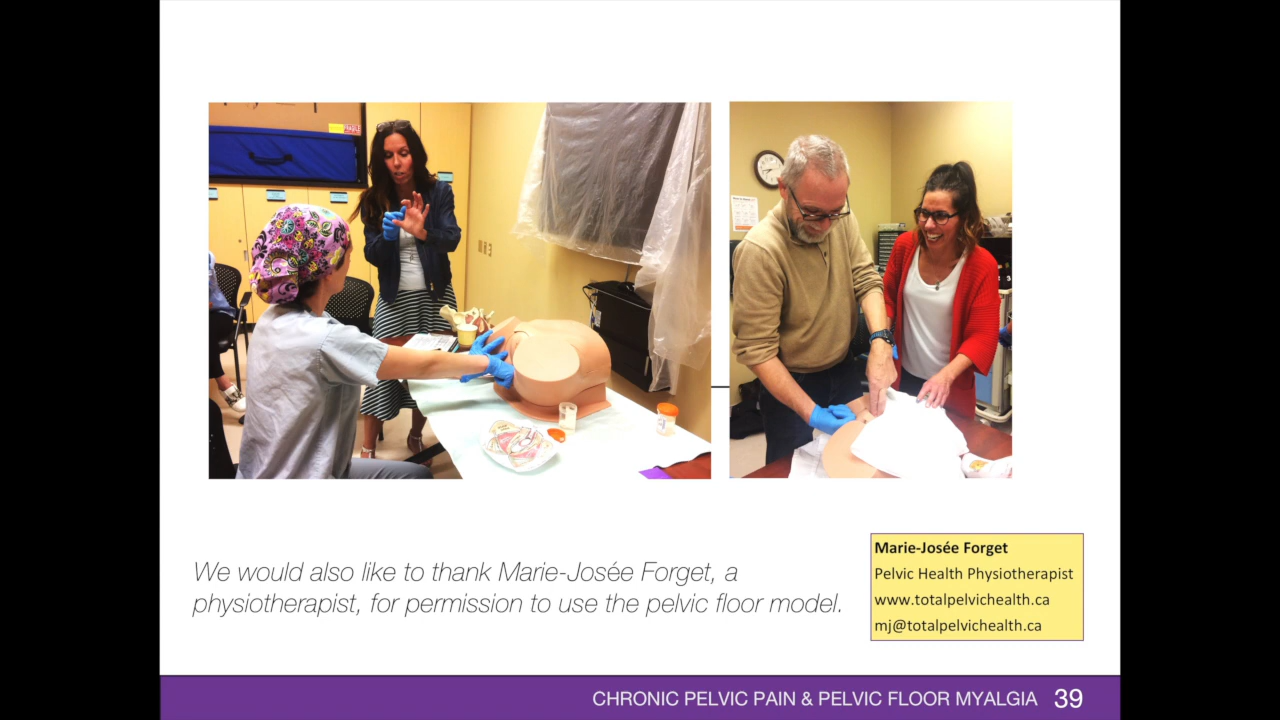 We would also like to thank Marie-Josée Forget, a
physiotherapist, for permission to use the pelvic floor model.
Marie-Josée Forget
Pelvic Health Physiotherapist
www.totalpelvichealth.ca
mj@totalpelvichealth.ca
CHRONIC PELVIC PAIN & PELVIC FLOOR MYALGIA 39